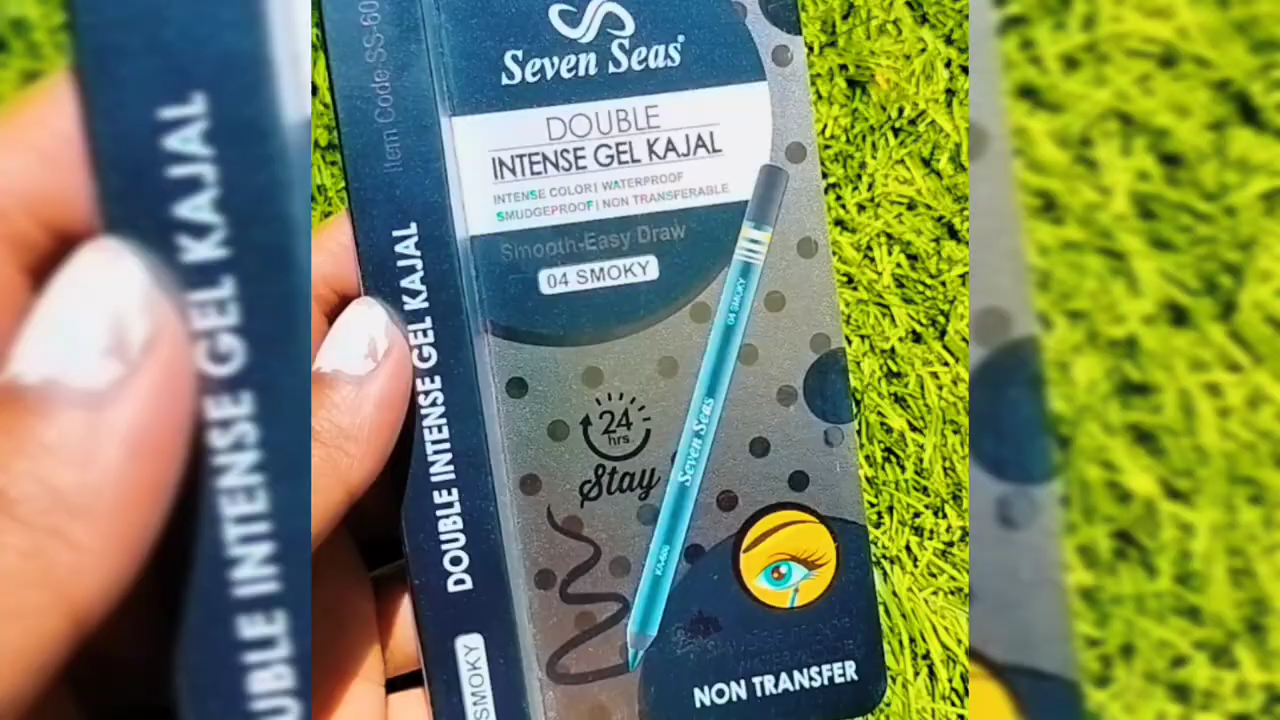 Item Code SS-60
Seven Seas®
DOUBLE
INTENSE GEL KAJAL
INTENSE COLOR | WATERPROOF
SMUDGEPROOF | NON TRANSFERABLE
Smooth-Easy Draw
04 SMOKY
04 SMOKY
Seven Seas
24
hrs
Stay
NON TRANSFER
DOUBLE INTENSE GEL KAJAL
SMOKY
GEL KAJAL
INTENSE